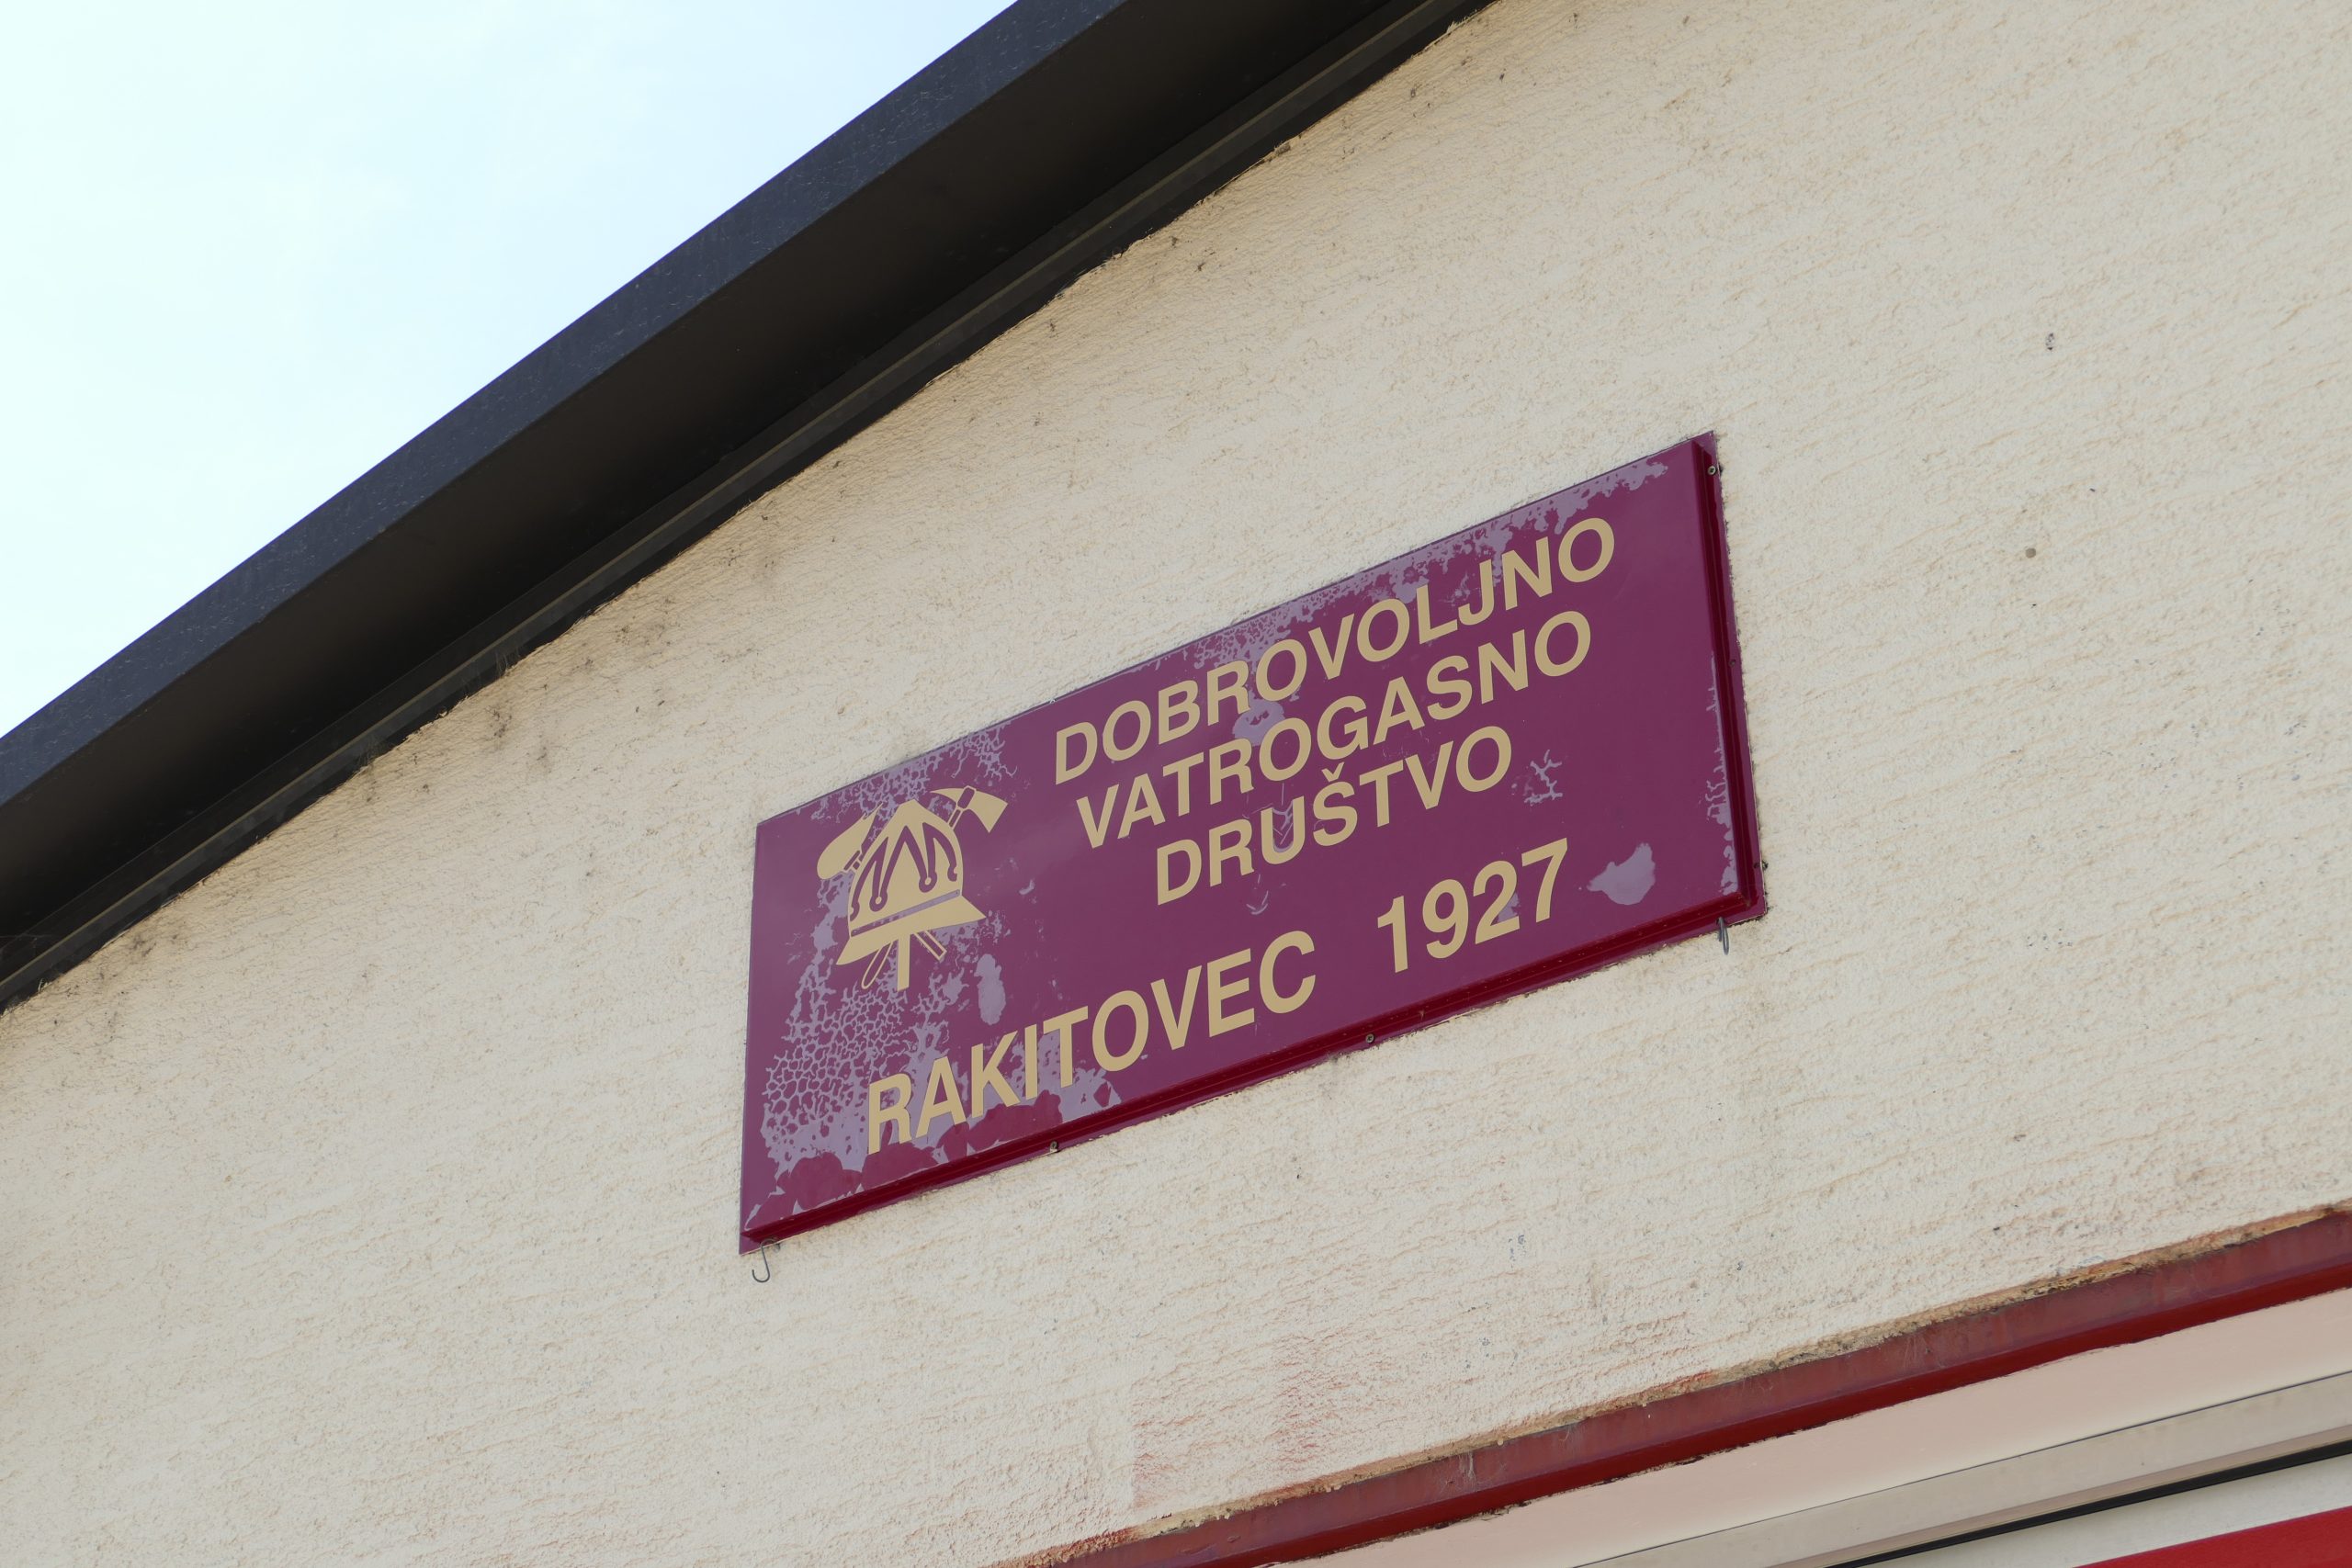 DOBROVOLJNO
VATROGASNO
DRUŠTVO
RAKITOVEC 1927